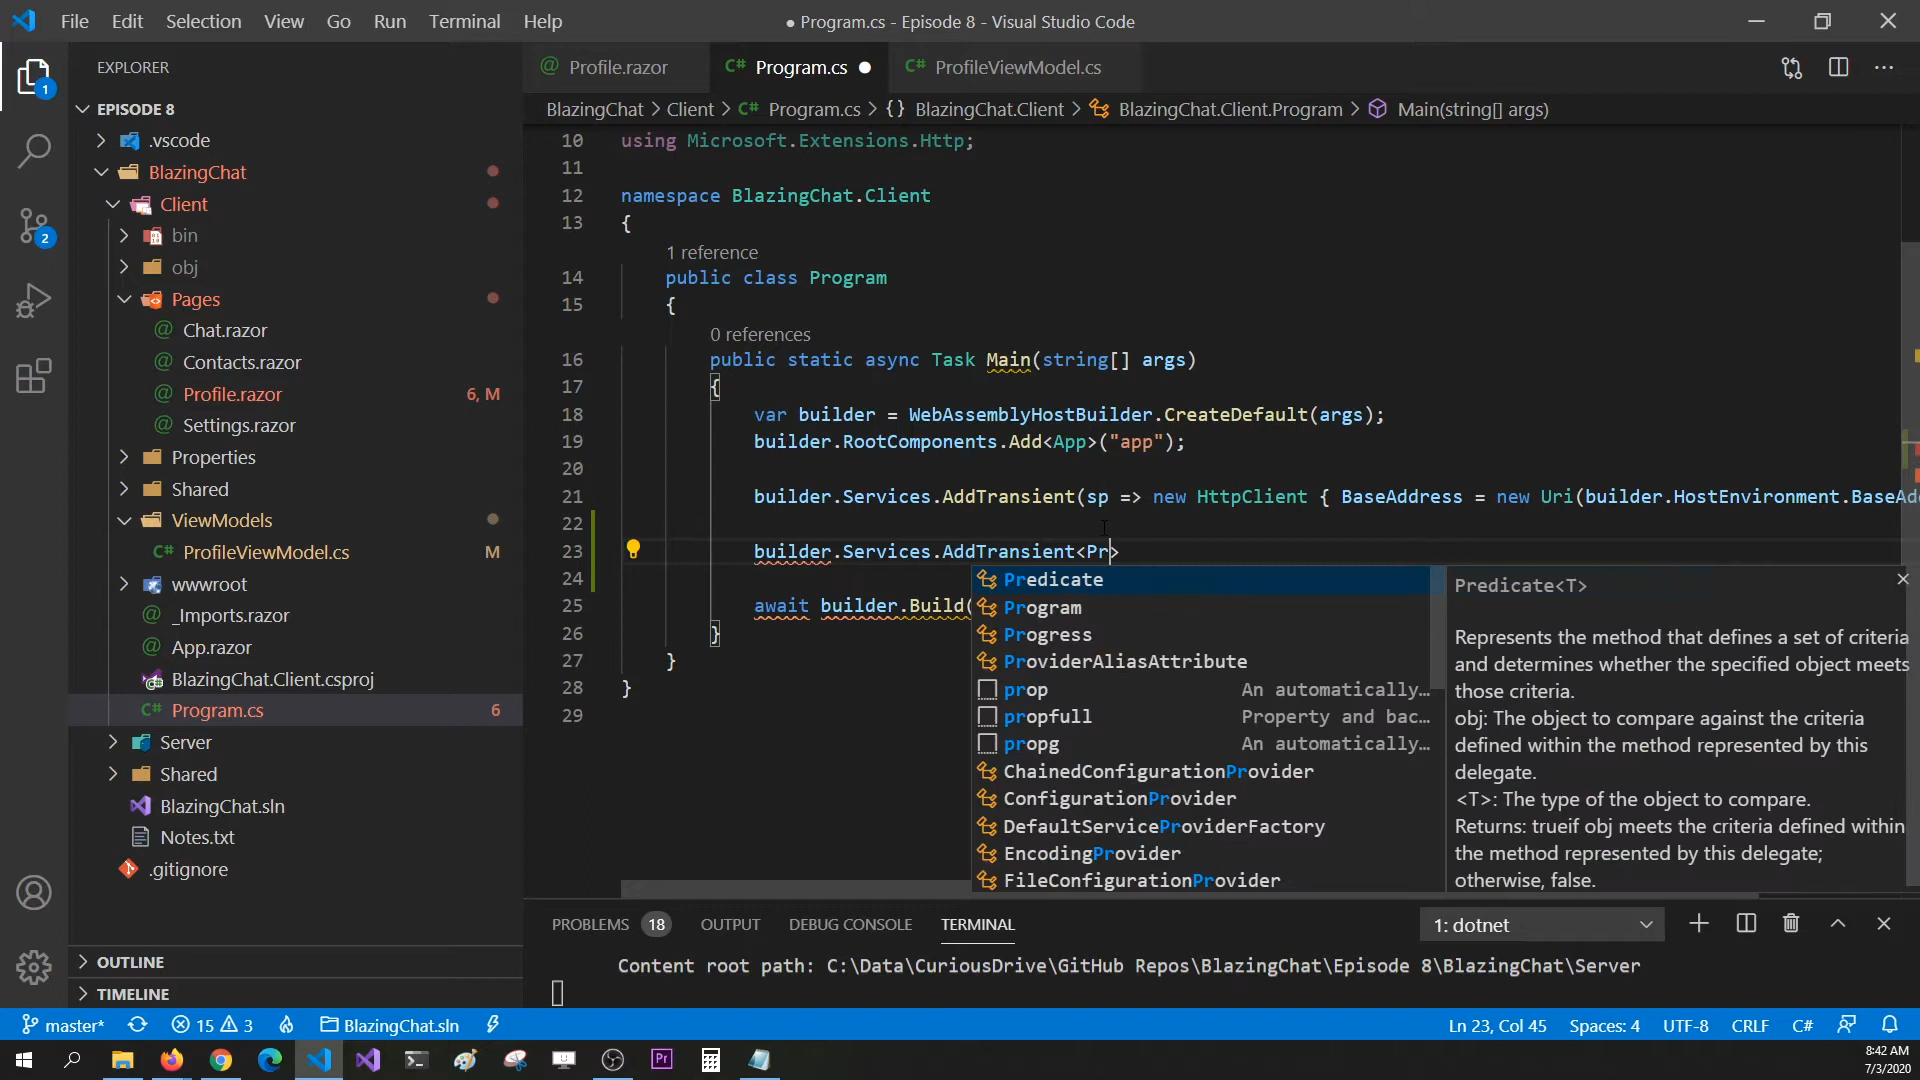 File Edit Selection View Go Run Terminal Help
● Program.cs - Episode 8 - Visual Studio Code
EXPLORER
EPISODE 8
.vscode
BlazingChat
Client
bin
obj
Pages
Chat.razor
Contacts.razor
Profile.razor 6, M
Settings.razor
Properties
Shared
ViewModels
ProfileViewModel.cs M
wwwroot
_Imports.razor
App.razor
BlazingChat.Client.csproj
Program.cs 6
Server
Shared
BlazingChat.sln
Notes.txt
.gitignore
OUTLINE
TIMELINE
1
2
Profile.razor C# Program.cs ● C# ProfileViewModel.cs
BlazingChat > Client > C# Program.cs > {} BlazingChat.Client > BlazingChat.Client.Program > Main(string[] args)
10 using Microsoft.Extensions.Http;
11
12 namespace BlazingChat.Client
13 {
1 reference
14 public class Program
15 {
0 references
16 public static async Task Main(string[] args)
17 {
18 var builder = WebAssemblyHostBuilder.CreateDefault(args);
19 builder.RootComponents.Add<App>("app");
20
21 builder.Services.AddTransient(sp => new HttpClient { BaseAddress = new Uri(builder.HostEnvironment.BaseAd
22
23 builder.Services.AddTransient<Pr>
24
25 await builder.Build(
26 }
27 }
28 }
29
Predicate
Program
Progress
ProviderAliasAttribute
prop An automatically…
propfull Property and bac…
propg An automatically…
ChainedConfigurationProvider
ConfigurationProvider
DefaultServiceProviderFactory
EncodingProvider
FileConfigurationProvider
Predicate<T>
Represents the method that defines a set of criteria
and determines whether the specified object meets
those criteria.
obj: The object to compare against the criteria
defined within the method represented by this
delegate.
<T>: The type of the object to compare.
Returns: trueif obj meets the criteria defined within
the method represented by this delegate;
otherwise, false.
PROBLEMS 18 OUTPUT DEBUG CONSOLE TERMINAL 1: dotnet
Content root path: C:\Data\CuriousDrive\GitHub Repos\BlazingChat\Episode 8\BlazingChat\Server
master* 15 3 BlazingChat.sln Ln 23, Col 45 Spaces: 4 UTF-8 CRLF C#
Pr
8:42 AM
7/3/2020